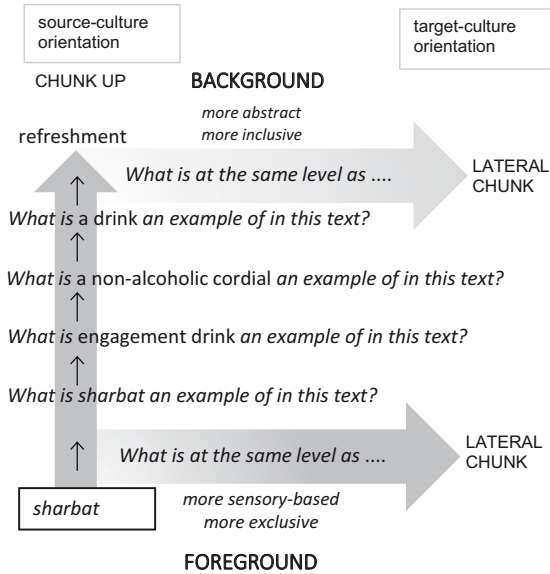 source-culture
orientation
target-culture
orientation
CHUNK UP
BACKGROUND
more abstract
more inclusive
refreshment
What is at the same level as ....
LATERAL
CHUNK
What is a drink an example of in this text?
What is a non-alcoholic cordial an example of in this text?
What is engagement drink an example of in this text?
What is sharbat an example of in this text?
What is at the same level as ....
LATERAL
CHUNK
sharbat
more sensory-based
more exclusive
FOREGROUND